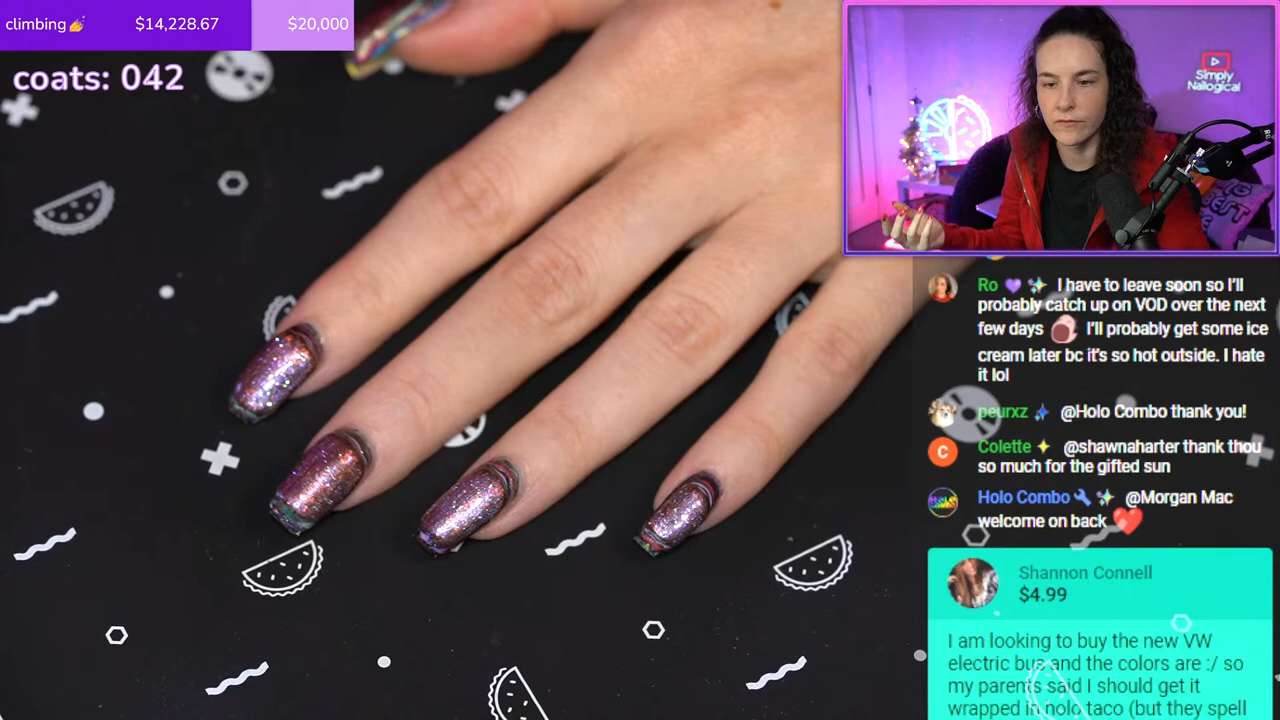 climbing💅 $14,228.67 $20,000
coats: 042
Simply
Nailogical
Ro 💜 ✨ I have to leave soon so I'll
probably catch up on VOD over the next
few days I'll probably get some ice
cream later bc it's so hot outside. I hate
it lol
peurxz @Holo Combo thank you!
C
Colette @shawnaharter thank thou
so much for the gifted sun
Holo Combo 🔧 ✨ @Morgan Mac
welcome on back ❤️
Shannon Connell
$4.99
I am looking to buy the new VW
electric bus and the colors are :/ so
my parents said I should get it
wrapped in holo taco (but they spell